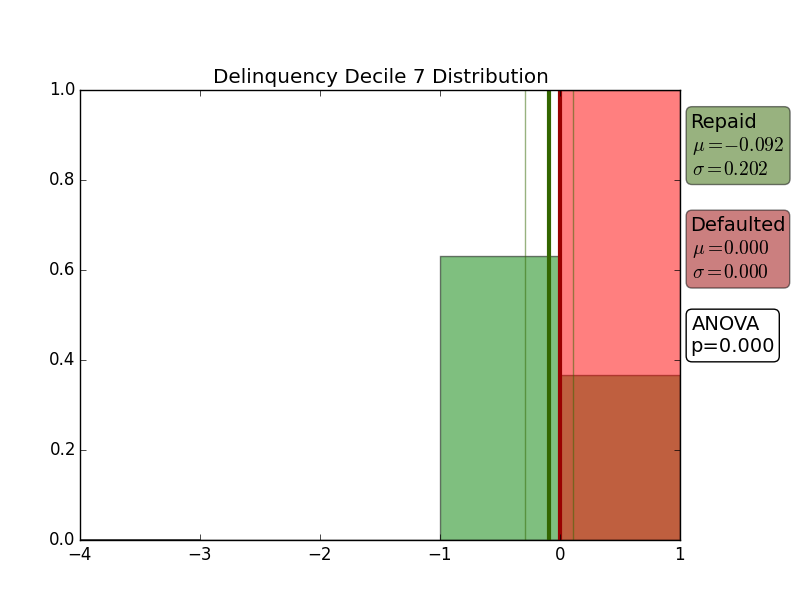 Delinquency Decile 7 Distribution
1.0
0.8
0.6
0.4
0.2
0.0
−4
−3
−2
−1
0
1
Repaid
μ=−0.092
σ=0.202
Defaulted
μ=0.000
σ=0.000
ANOVA
p=0.000